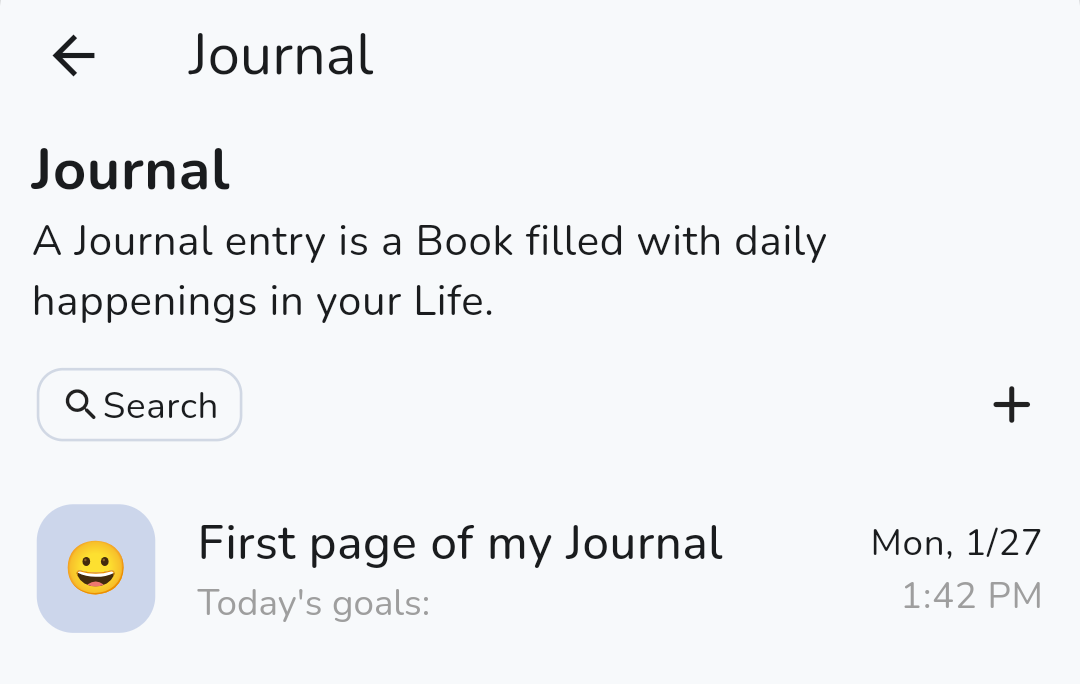 Journal
Journal
A Journal entry is a Book filled with daily
happenings in your Life.
Search
First page of my Journal
Mon, 1/27
Today's goals:
1:42 PM